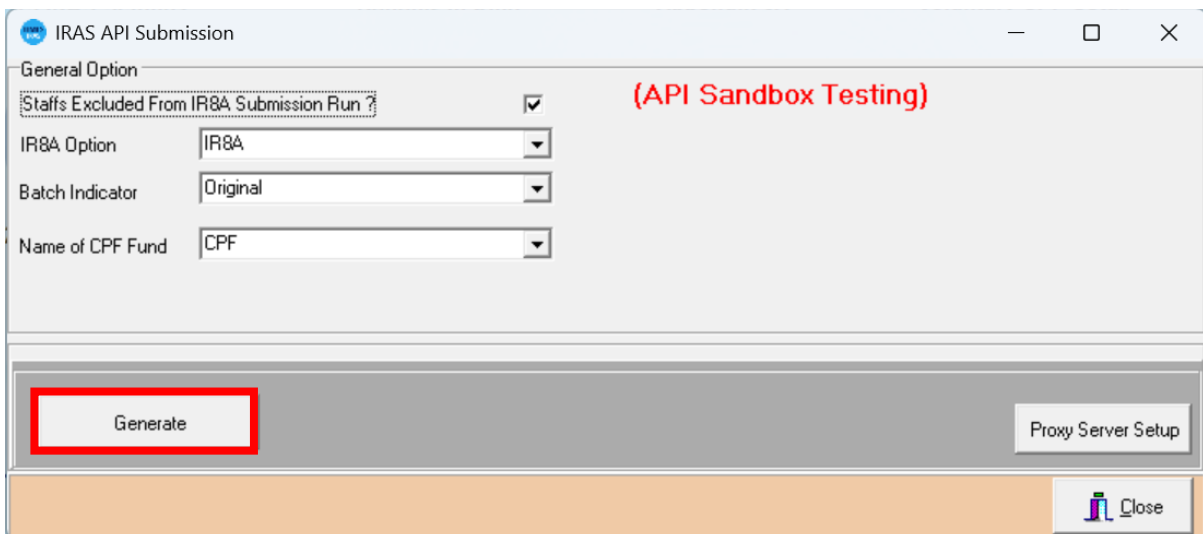 IRAS API Submission
General Option
Staffs Excluded From IR8A Submission Run ?
(API Sandbox Testing)
IR8A Option
IR8A
Batch Indicator
Original
Name of CPF Fund
CPF
Generate
Proxy Server Setup
Close